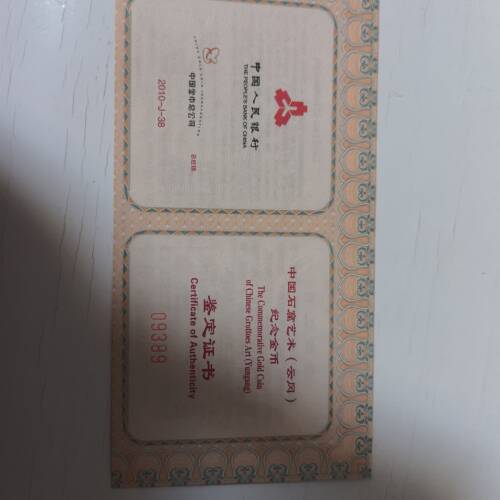 中国人民银行
THE PEOPLE'S BANK OF CHINA
中国金币总公司
2010-J-38
中国石窟艺术(云冈)
纪念金币
The Commemorative Gold Coin
of Chinese Grottoes Art (Yungang)
鉴定证书
Certificate of Authenticity
09389